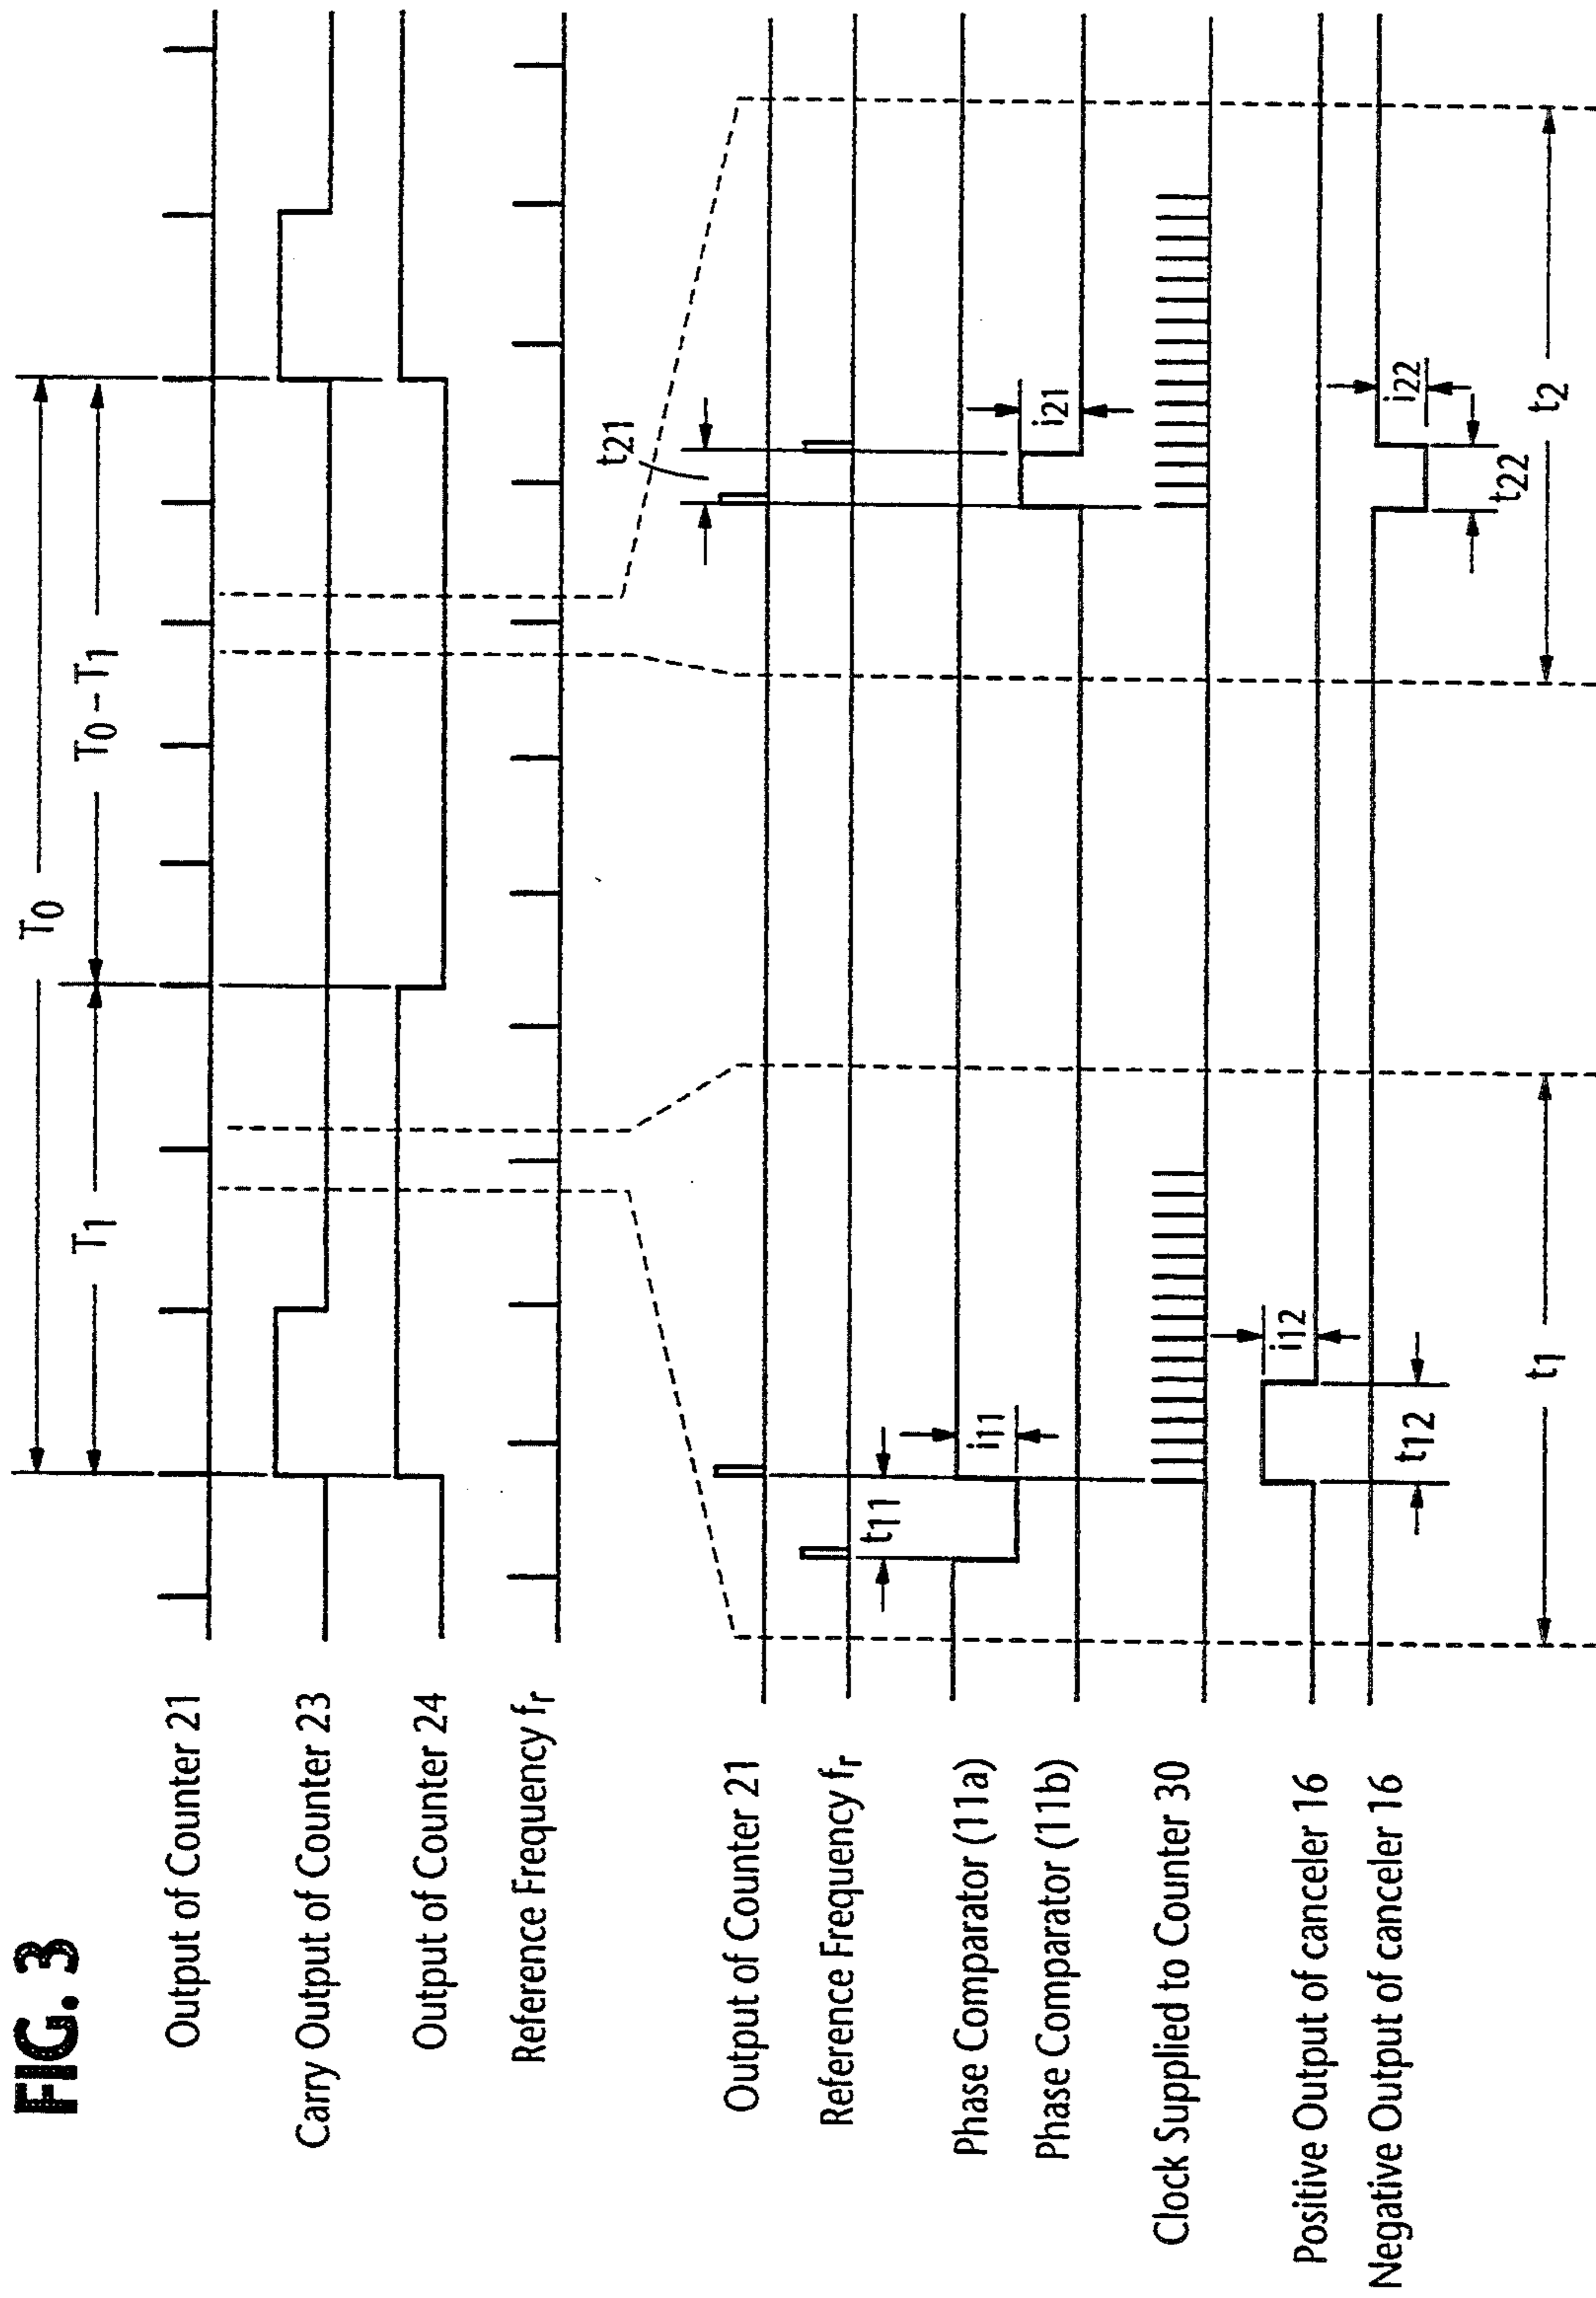 FIG. 3
T0
T1
T0 - T1
Output of Counter 21
Carry Output of Counter 23
Output of Counter 24
Reference Frequency fr
t21
Output of Counter 21
Reference Frequency fr
t11
Phase Comparator (11a)
i11
Phase Comparator (11b)
i21
Clock Supplied to Counter 30
Positive Output of canceler 16
i12
Negative Output of canceler 16
i22
t12
t22
t1
t2